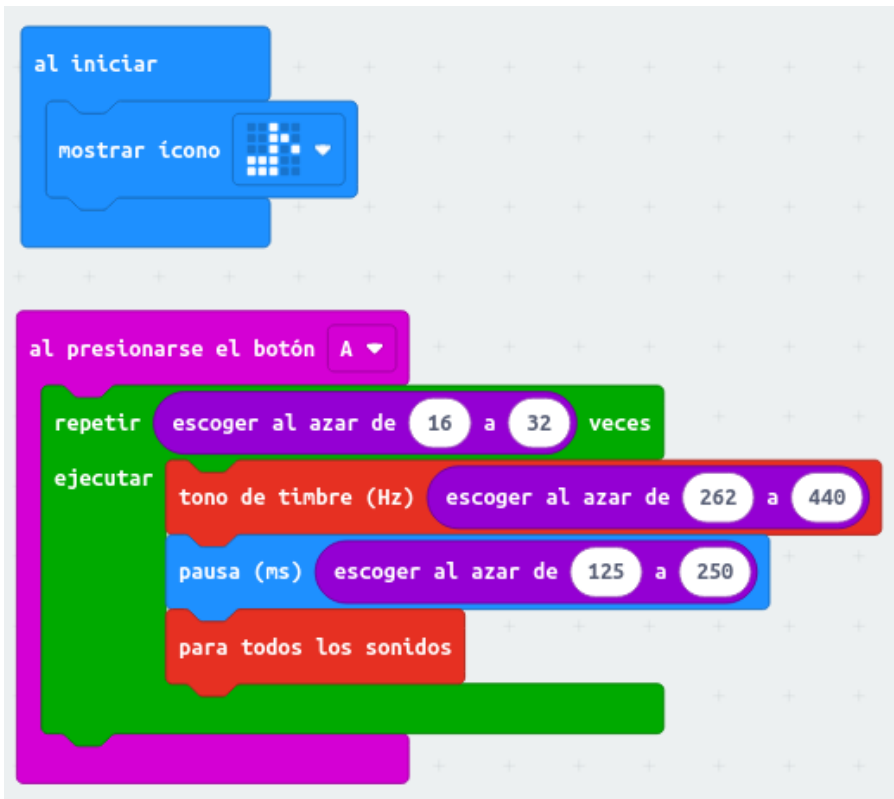 al iniciar
mostrar ícono
al presionarse el botón A
repetir escoger al azar de 16 a 32 veces
ejecutar
tono de timbre (Hz) escoger al azar de 262 a 440
pausa (ms) escoger al azar de 125 a 250
para todos los sonidos